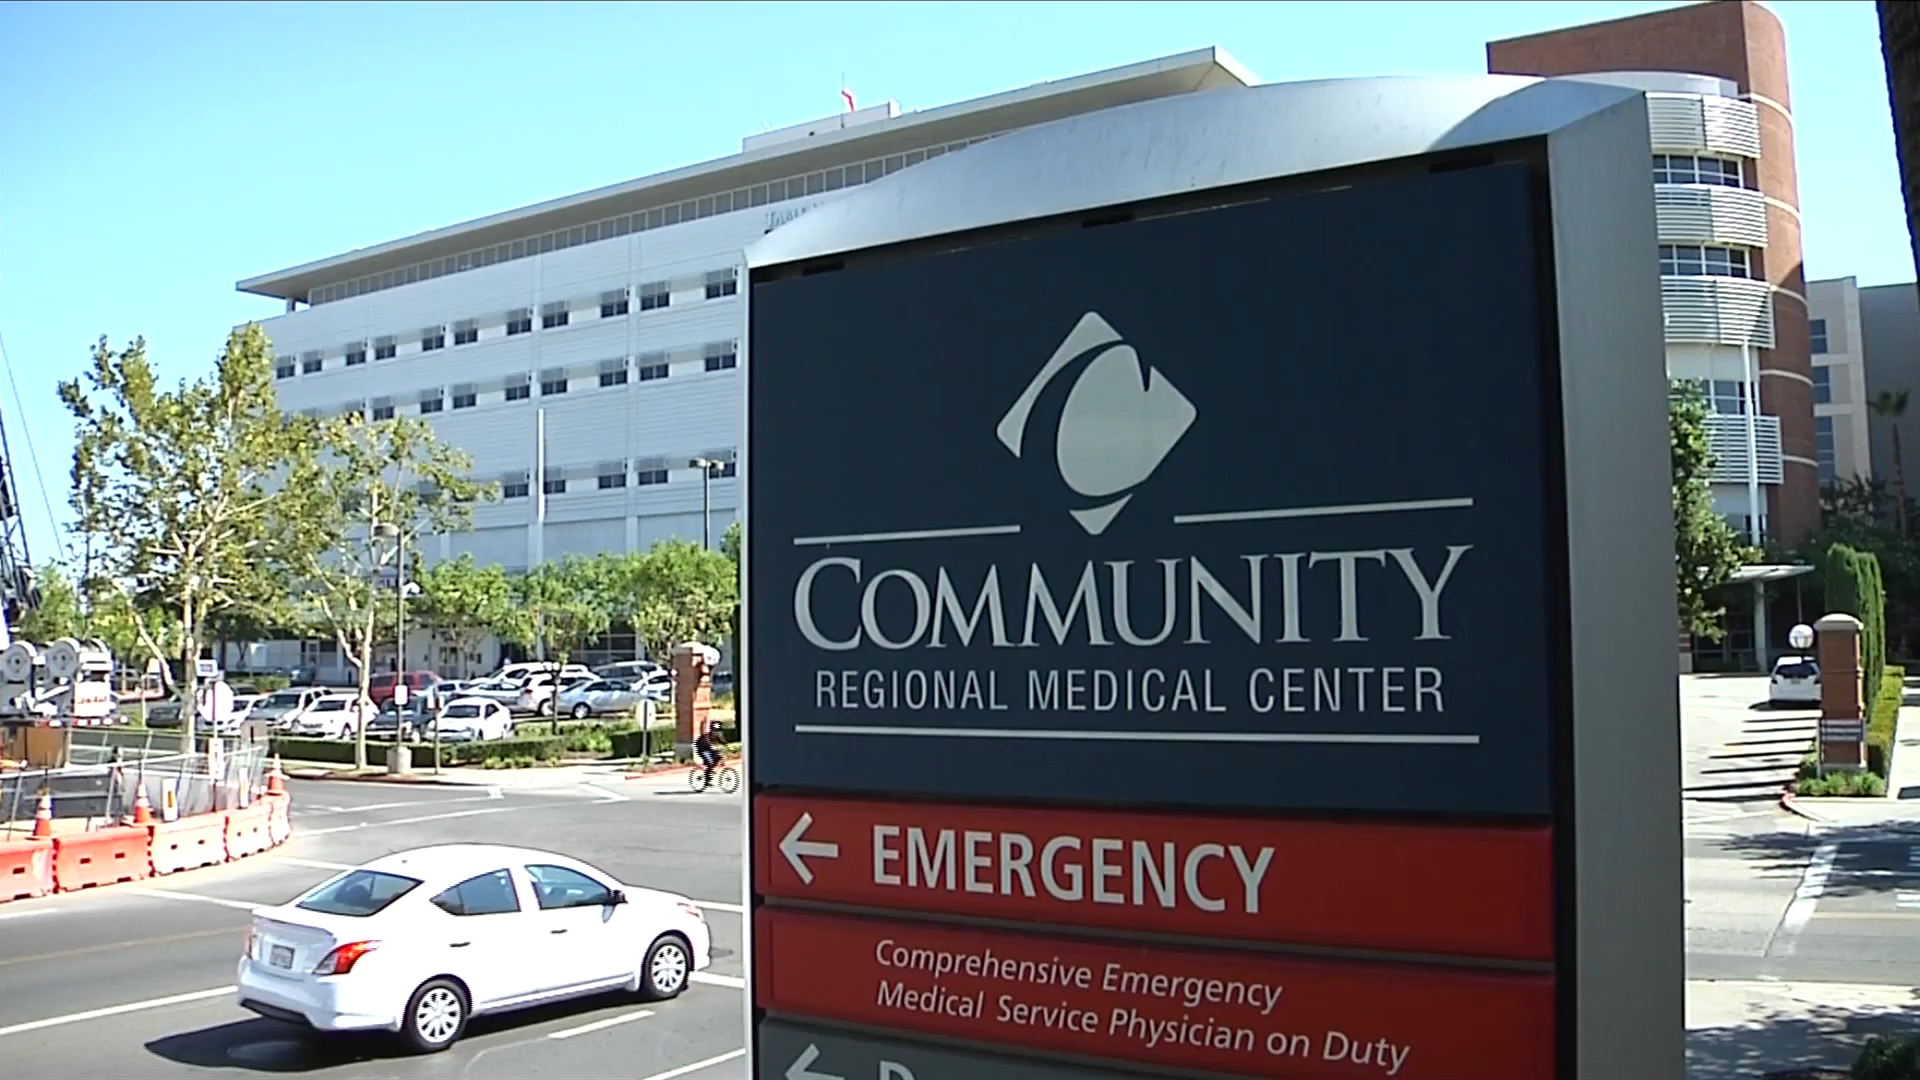 COMMUNITY
REGIONAL MEDICAL CENTER
EMERGENCY
Comprehensive Emergency
Medical Service Physician on Duty